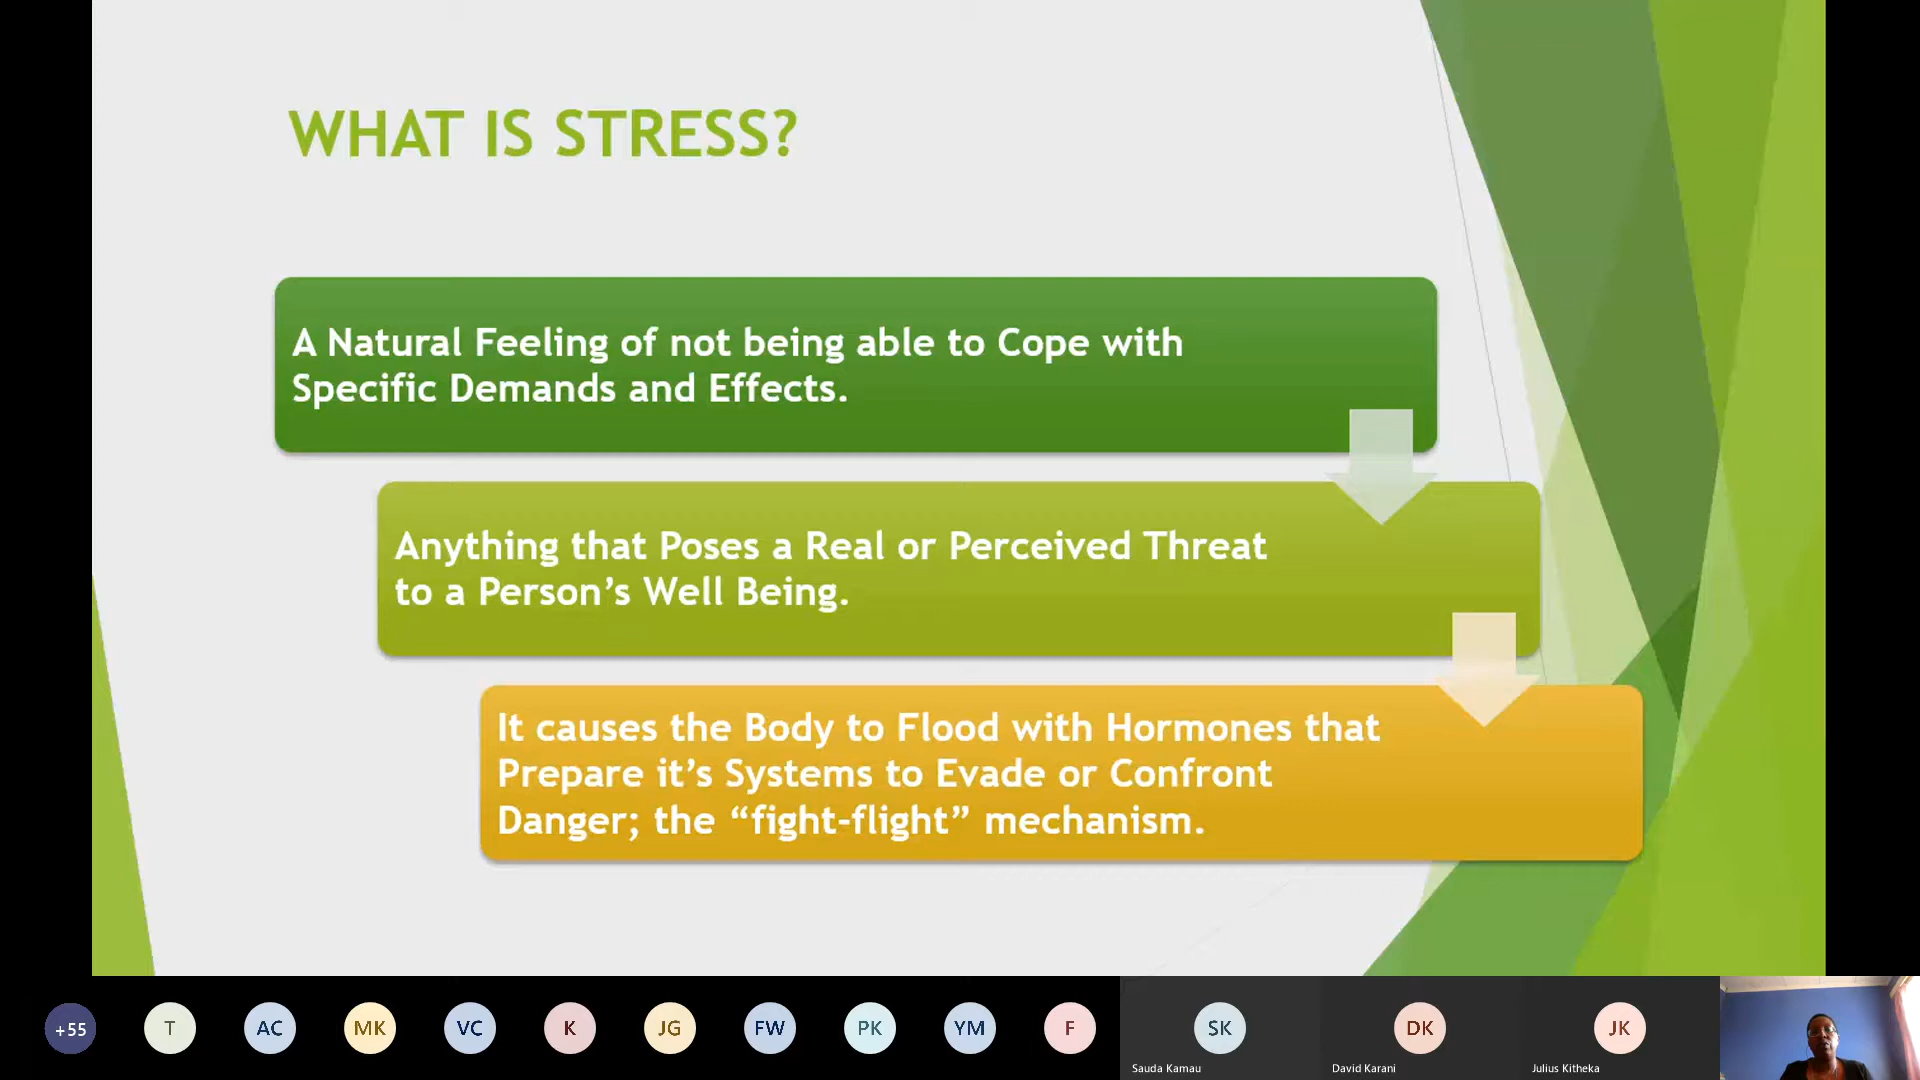 WHAT IS STRESS?
A Natural Feeling of not being able to Cope with
Specific Demands and Effects.
Anything that Poses a Real or Perceived Threat
to a Person’s Well Being.
It causes the Body to Flood with Hormones that
Prepare it’s Systems to Evade or Confront
Danger; the “fight-flight” mechanism.
+55
T
AC
MK
VC
K
JG
FW
PK
YM
F
SK
Sauda Kamau
DK
David Karani
JK
Julius Kitheka